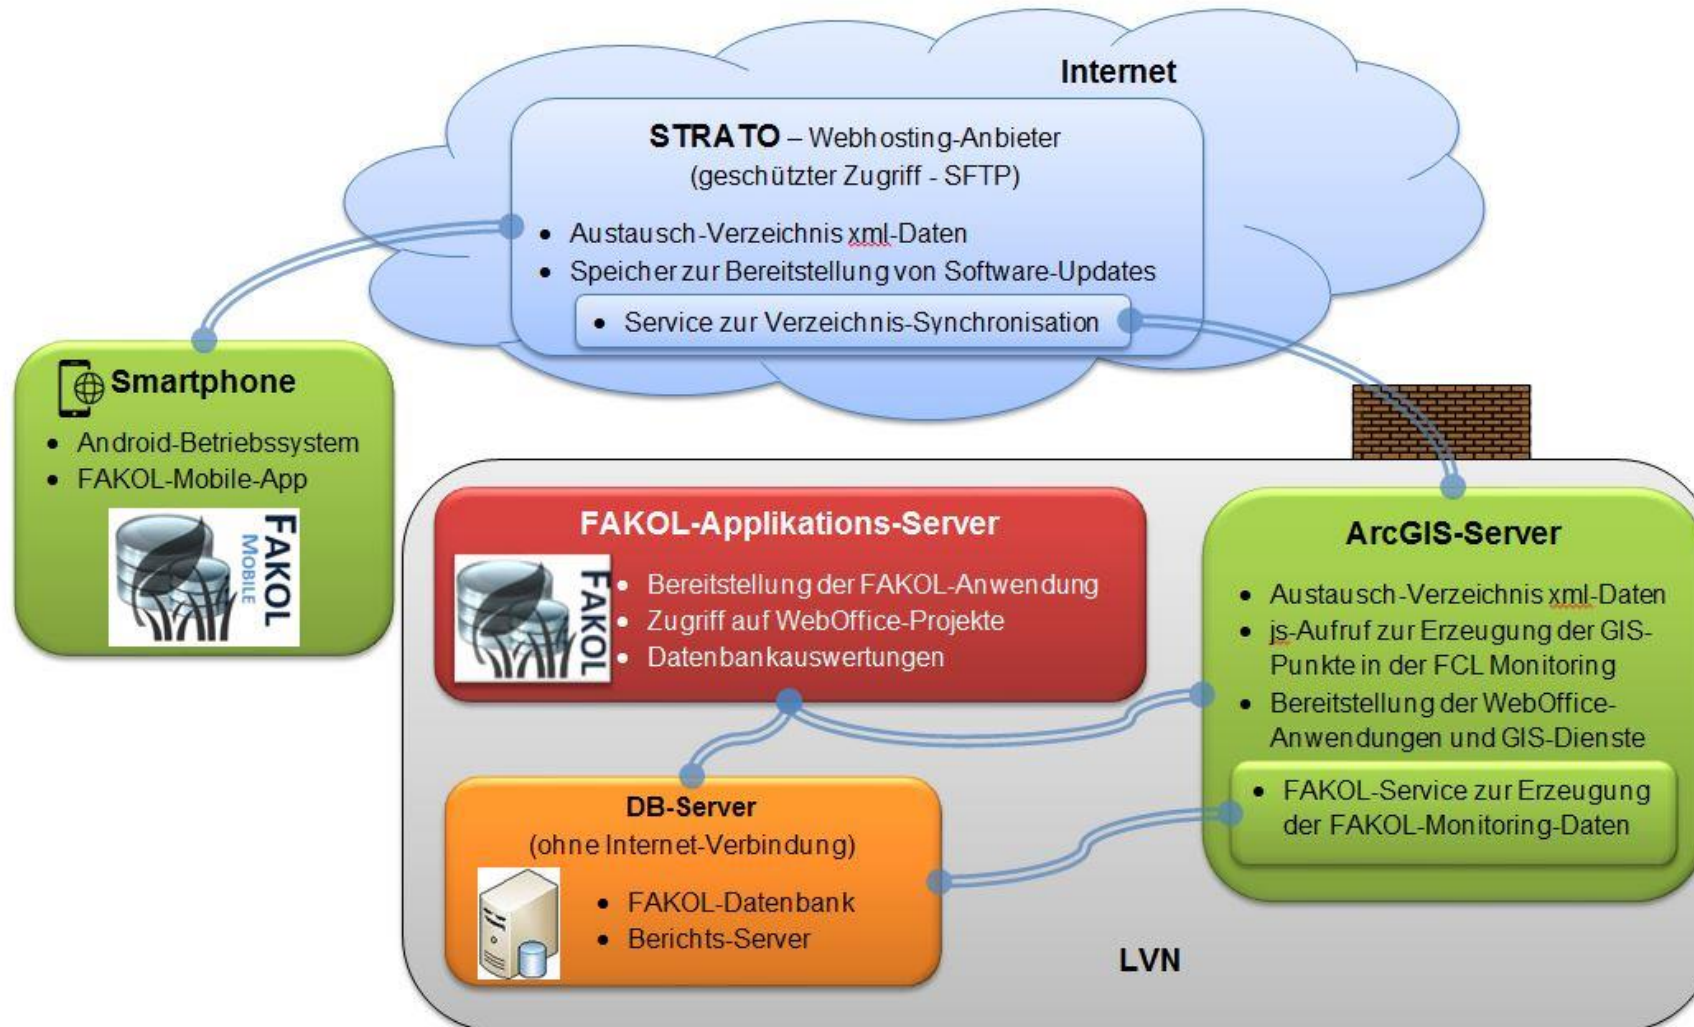 Internet
STRATO – Webhosting-Anbieter
(geschützter Zugriff - SFTP)
• Austausch-Verzeichnis xml-Daten
• Speicher zur Bereitstellung von Software-Updates
• Service zur Verzeichnis-Synchronisation
Smartphone
• Android-Betriebssystem
• FAKOL-Mobile-App
FAKOL
MOBILE
FAKOL-Applikations-Server
• Bereitstellung der FAKOL-Anwendung
• Zugriff auf WebOffice-Projekte
• Datenbankauswertungen
FAKOL
ArcGIS-Server
• Austausch-Verzeichnis xml-Daten
• js-Aufruf zur Erzeugung der GIS-
Punkte in der FCL Monitoring
• Bereitstellung der WebOffice-
Anwendungen und GIS-Dienste
• FAKOL-Service zur Erzeugung
der FAKOL-Monitoring-Daten
DB-Server
(ohne Internet-Verbindung)
• FAKOL-Datenbank
• Berichts-Server
LVN